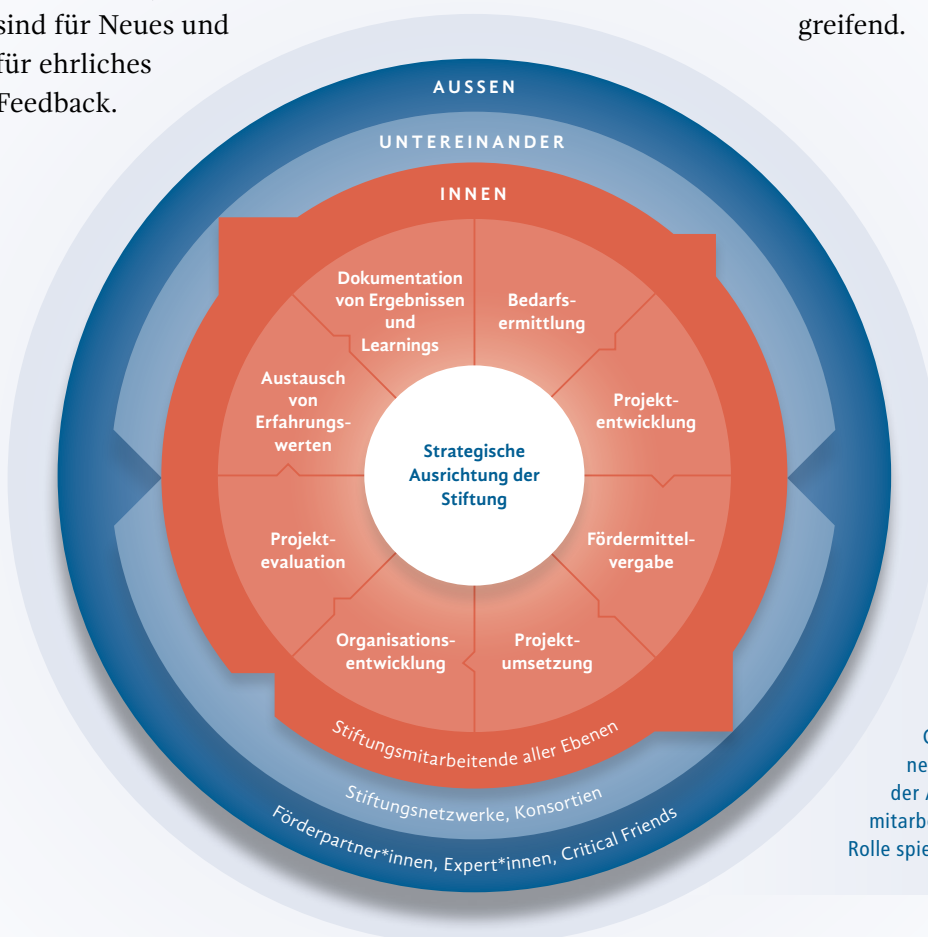 sind für Neues und
für ehrliches
Feedback.
greifend.
AUSSEN
UNTEREINANDER
INNEN
Dokumentation
von Ergebnissen
und
Learnings
Bedarfs-
ermittlung
Projekt-
entwicklung
Fördermittel-
vergabe
Projekt-
umsetzung
Organisations-
entwicklung
Projekt-
evaluation
Austausch
von
Erfahrungs-
werten
Strategische
Ausrichtung der
Stiftung
Stiftungsmitarbeitende aller Ebenen
Stiftungsnetzwerke, Konsortien
Förderpartner*innen, Expert*innen, Critical Friends
ne
der
mitarbe
Rolle spie